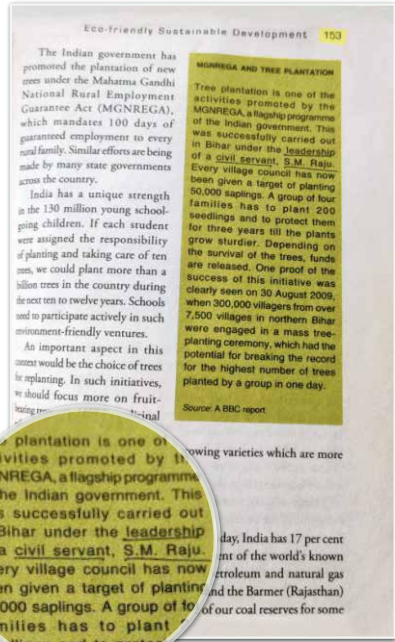 Eco-friendly Sustainable Development 153
The Indian government has
promoted the plantation of new
trees under the Mahatma Gandhi
National Rural Employment
Guarantee Act (MGNREGA),
which mandates 100 days of
guaranteed employment to every
rural family. Similar efforts are being
made by many state governments
across the country.
India has a unique strength
in the 130 million young school-
going children. If each student
were assigned the responsibility
of planting and taking care of ten
trees, we could plant more than a
billion trees in the country during
the next ten to twelve years. Schools
need to participate actively in such
environment-friendly ventures.
An important aspect in this
context would be the choice of trees
for replanting. In such initiatives,
we should focus more on fruit-
bearing
MGNREGA AND TREE PLANTATION
Tree plantation is one of the
activities promoted by the
MGNREGA, a flagship programme
of the Indian government. This
was successfully carried out
in Bihar under the leadership
of a civil servant, S.M. Raju.
Every village council has now
been given a target of planting
50,000 saplings. A group of four
families has to plant 200
seedlings and to protect them
for three years till the plants
grow sturdier. Depending on
the survival of the trees, funds
are released. One proof of the
success of this initiative was
clearly seen on 30 August 2009,
when 300,000 villagers from over
7,500 villages in northern Bihar
were engaged in a mass tree-
planting ceremony, which had the
potential for breaking the record
for the highest number of trees
planted by a group in one day.
Source: A BBC report
owing varieties which are more
day, India has 17 per cent
ent of the world's known
etroleum and natural gas
and the Barmer (Rajasthan)
of our coal reserves for some
plantation is one of
ivities promoted by
NREGA, a flagship programme
he Indian government. This
s successfully carried out
Bihar under the leadership
a civil servant, S.M. Raju.
ery village council has now
en given a target of planting
000 saplings. A group of fo
milies has to plant